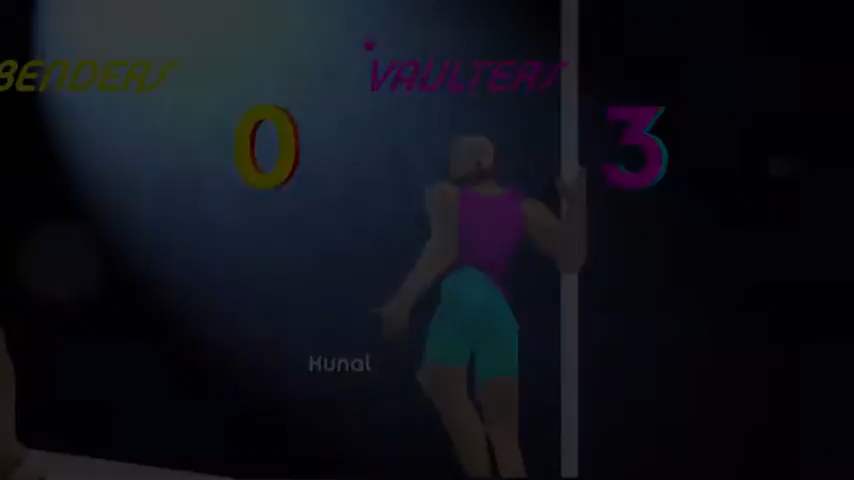 BENDERS
VAULTERS
0
3
Kunal